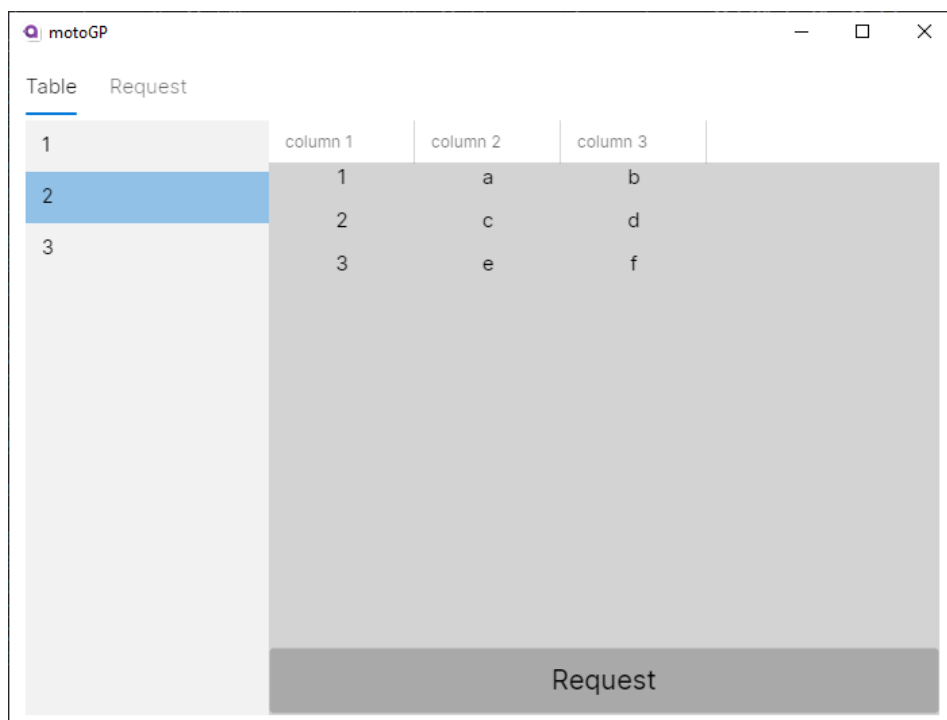 motoGP
Table Request
1
2
3
column 1 column 2 column 3
1 a b
2 c d
3 e f
Request